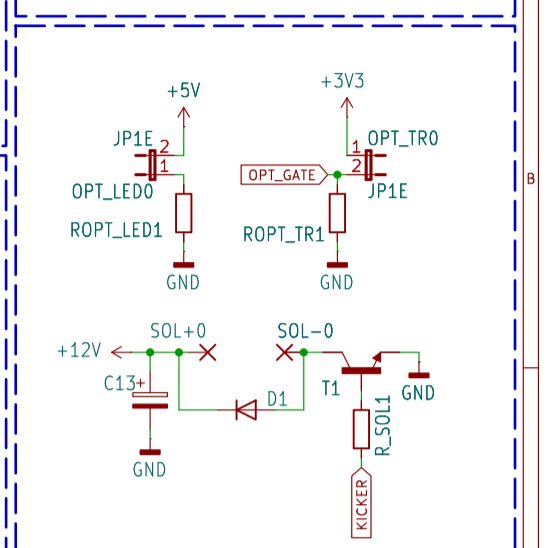 +5V
+3V3
JP1E
2
1
OPT_LED0
ROPT_LED1
GND
OPT_TR0
1
2
OPT_GATE
JP1E
ROPT_TR1
GND
B
SOL+0
SOL-0
+12V
C13
+
D1
T1
GND
R_SOL1
GND
KICKER